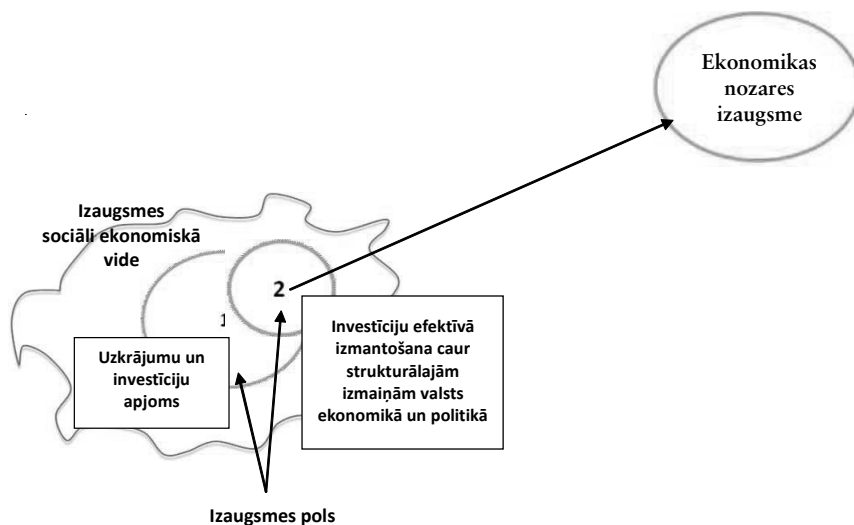 Ekonomikas
nozares
izaugsme
Izaugsmes
sociāli ekonomiskā
vide
2
1
Investīciju efektīvā
izmantošana caur
strukturālajām
izmaiņām valsts
ekonomikā un politikā
Uzkrājumu un
investīciju
apjoms
Izaugsmes pols